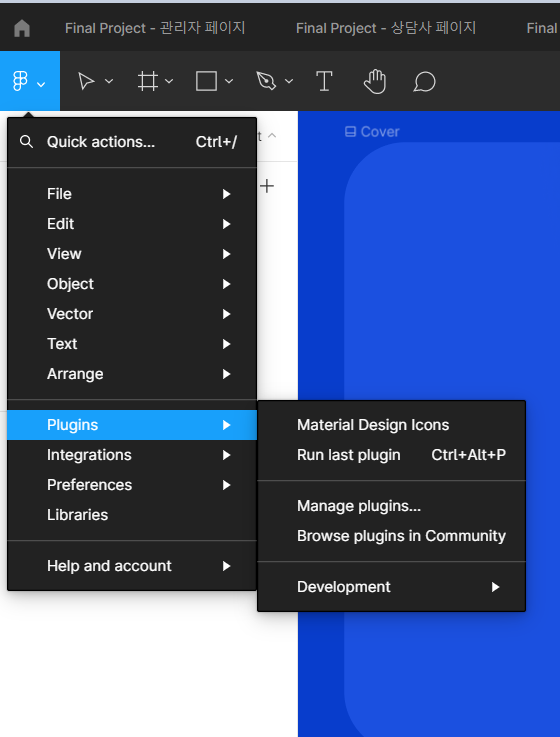 Final Project - 관리자 페이지
Final Project - 상담사 페이지
Final
T
Quick actions... Ctrl+/
t
Cover
File
Edit
View
Object
Vector
Text
Arrange
Plugins
Material Design Icons
Integrations
Run last plugin Ctrl+Alt+P
Preferences
Manage plugins...
Libraries
Browse plugins in Community
Help and account
Development